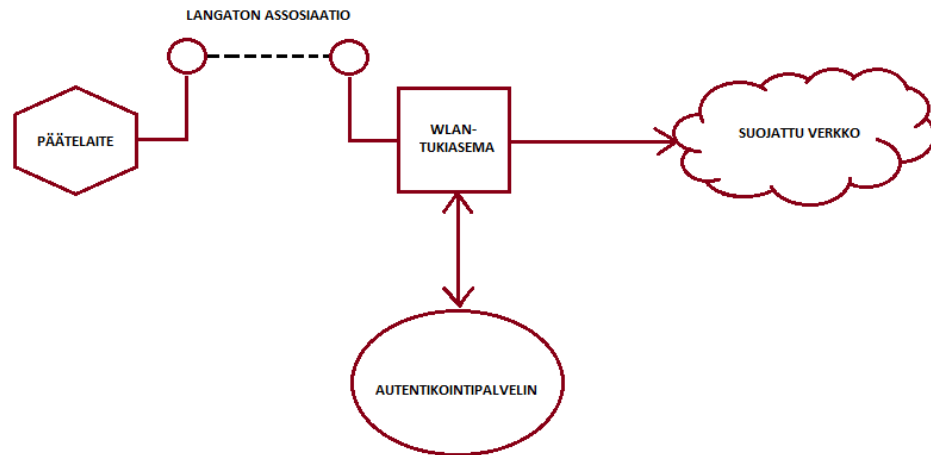 LANGATON ASSOSIAATIO
PÄÄTELAITE
WLAN-
TUKIASEMA
SUOJATTU VERKKO
AUTENTIKOINTIPALVELIN